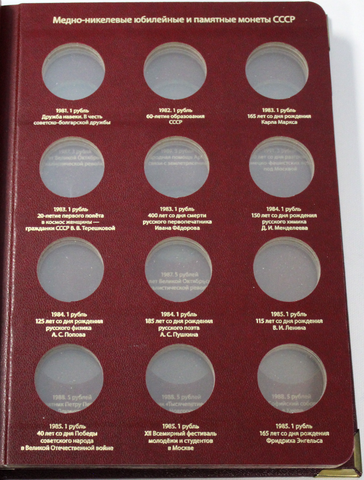 Медно-никелевые юбилейные и памятные монеты СССР
1981. 1 рубль
Дружба навеки. В честь
советско-болгарской дружбы
1982. 1 рубль
60-летие образования
СССР
1983. 1 рубль
165 лет со дня рождения
Карла Маркса
1983. 1 рубль
20-летие первого полёта
в космос женщины —
гражданки СССР В. В. Терешковой
1983. 1 рубль
400 лет со дня смерти
русского первопечатника
Ивана Фёдорова
1984. 1 рубль
150 лет со дня рождения
русского химика
Д. И. Менделеева
1984. 1 рубль
125 лет со дня рождения
русского физика
А. С. Попова
1984. 1 рубль
185 лет со дня рождения
русского поэта
А. С. Пушкина
1985. 1 рубль
115 лет со дня рождения
В. И. Ленина
1985. 1 рубль
40 лет со дня Победы
советского народа
в Великой Отечественной войне
1985. 1 рубль
XII Всемирный фестиваль
молодёжи и студентов
в Москве
1985. 1 рубль
165 лет со дня рождения
Фридриха Энгельса